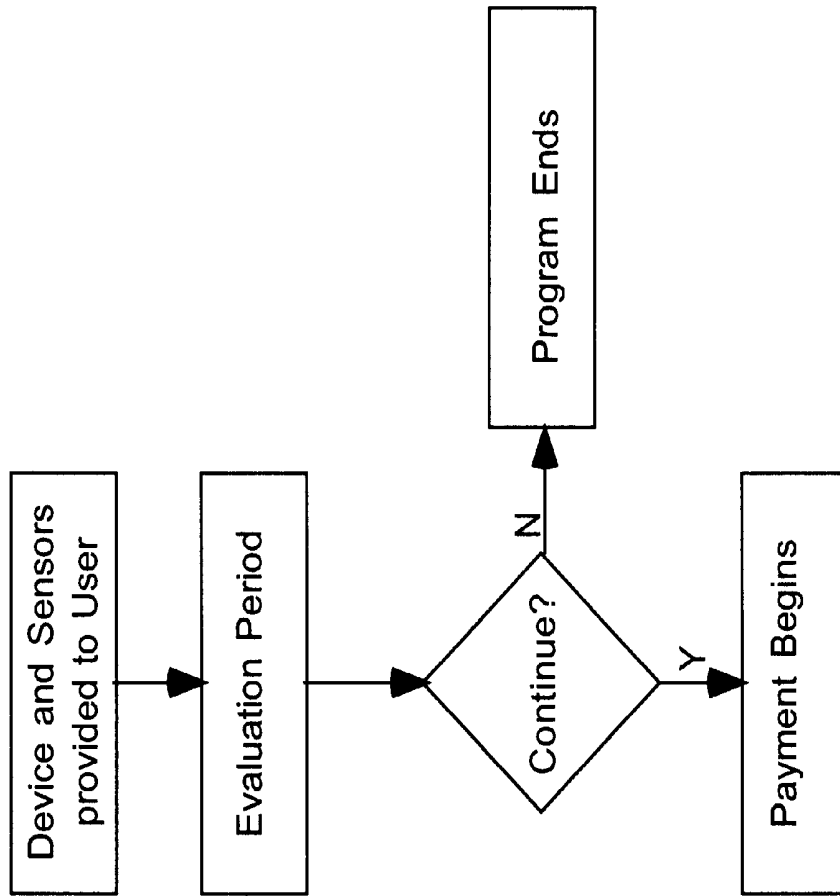 Device and Sensors
provided to User
Evaluation Period
Continue?
N
Program Ends
Y
Payment Begins